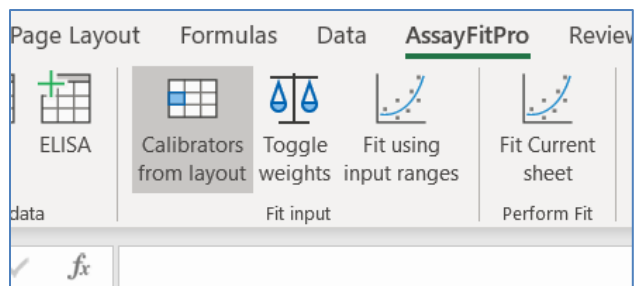 Page Layout Formulas Data AssayFitPro Review
ELISA Calibrators Toggle Fit using Fit Current
from layout weights input ranges sheet
data Fit input Perform Fit
fx